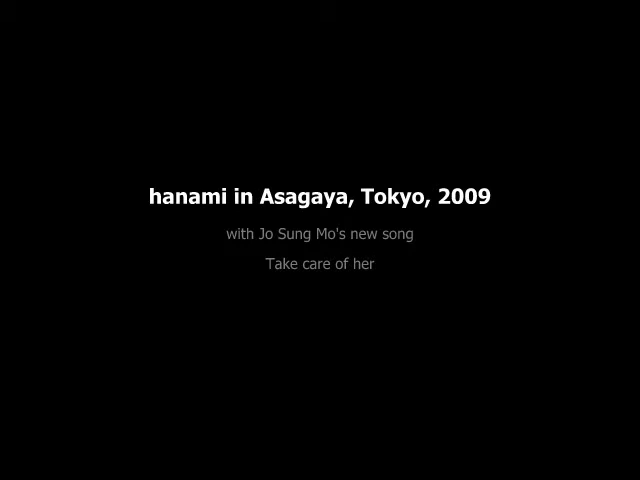 hanami in Asagaya, Tokyo, 2009
with Jo Sung Mo's new song
Take care of her